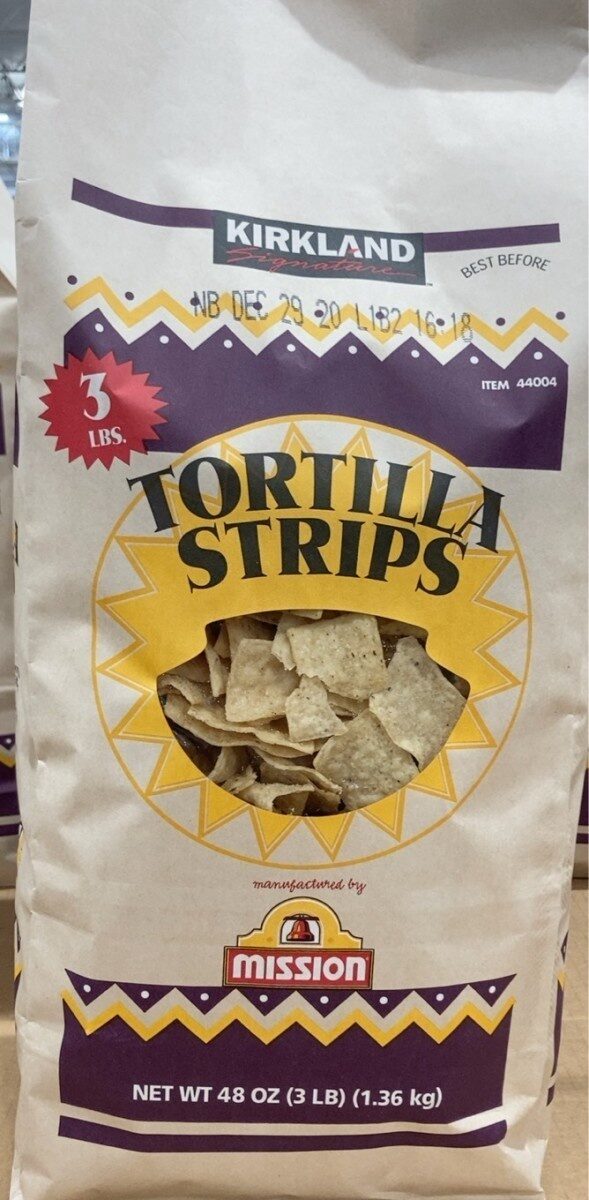 KIRKLAND
Signature
BEST BEFORE
NB DEC 29 20 L1B2 16:18
ITEM 44004
3
LBS.
TORTILLA
STRIPS
manufactured by
MISSION
NET WT 48 OZ (3 LB) (1.36 kg)